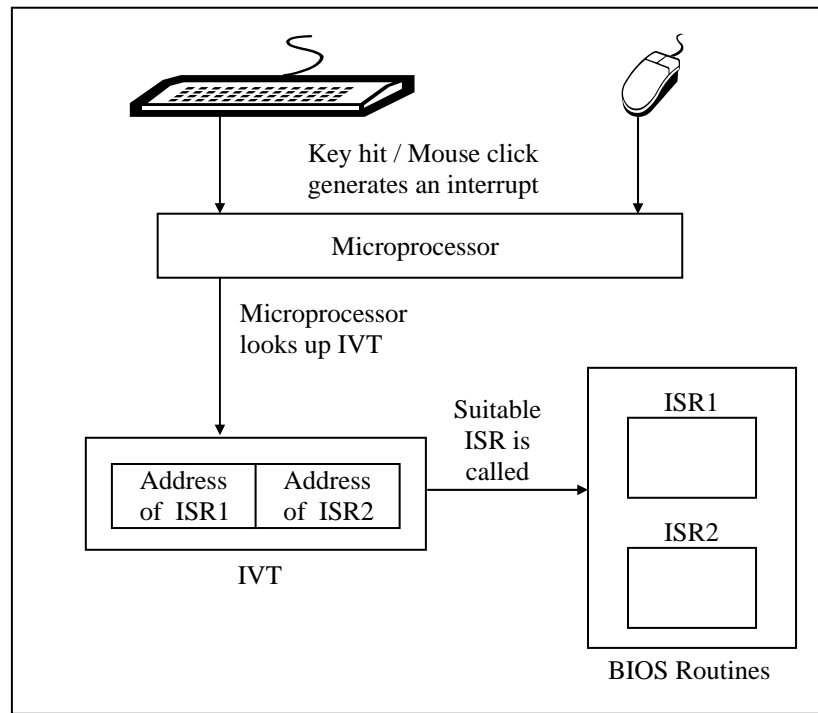 Key hit / Mouse click
generates an interrupt
Microprocessor
Microprocessor
looks up IVT
Suitable
ISR is
called
ISR1
Address
of ISR1
Address
of ISR2
ISR2
IVT
BIOS Routines